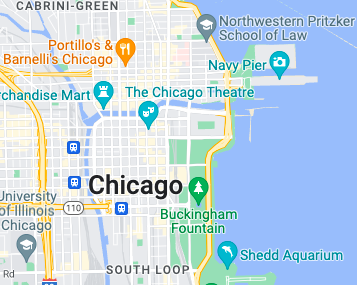 CABRINI-GREEN
Northwestern Pritzker
School of Law
Portillo's &
Barnelli's Chicago
Navy Pier
rchandise Mart
The Chicago Theatre
Chicago
University
of Illinois
Chicago
110
Buckingham
Fountain
Shedd Aquarium
Rd
SOUTH LOOP